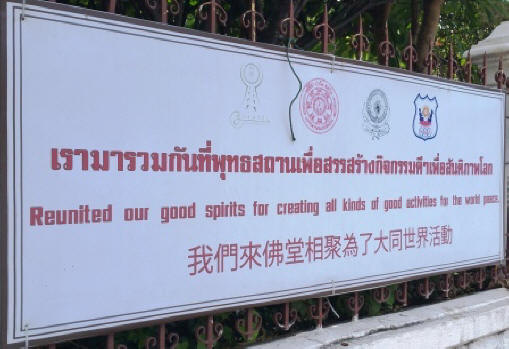 เรามารวมกันที่พุทธสถานเพื่อสรรสร้างกิจกรรมดีๆเพื่อสันติภาพโลก
Reunited our good spirits for creating all kinds of good activities for the world peace.
我們來佛堂相聚為了大同世界活動